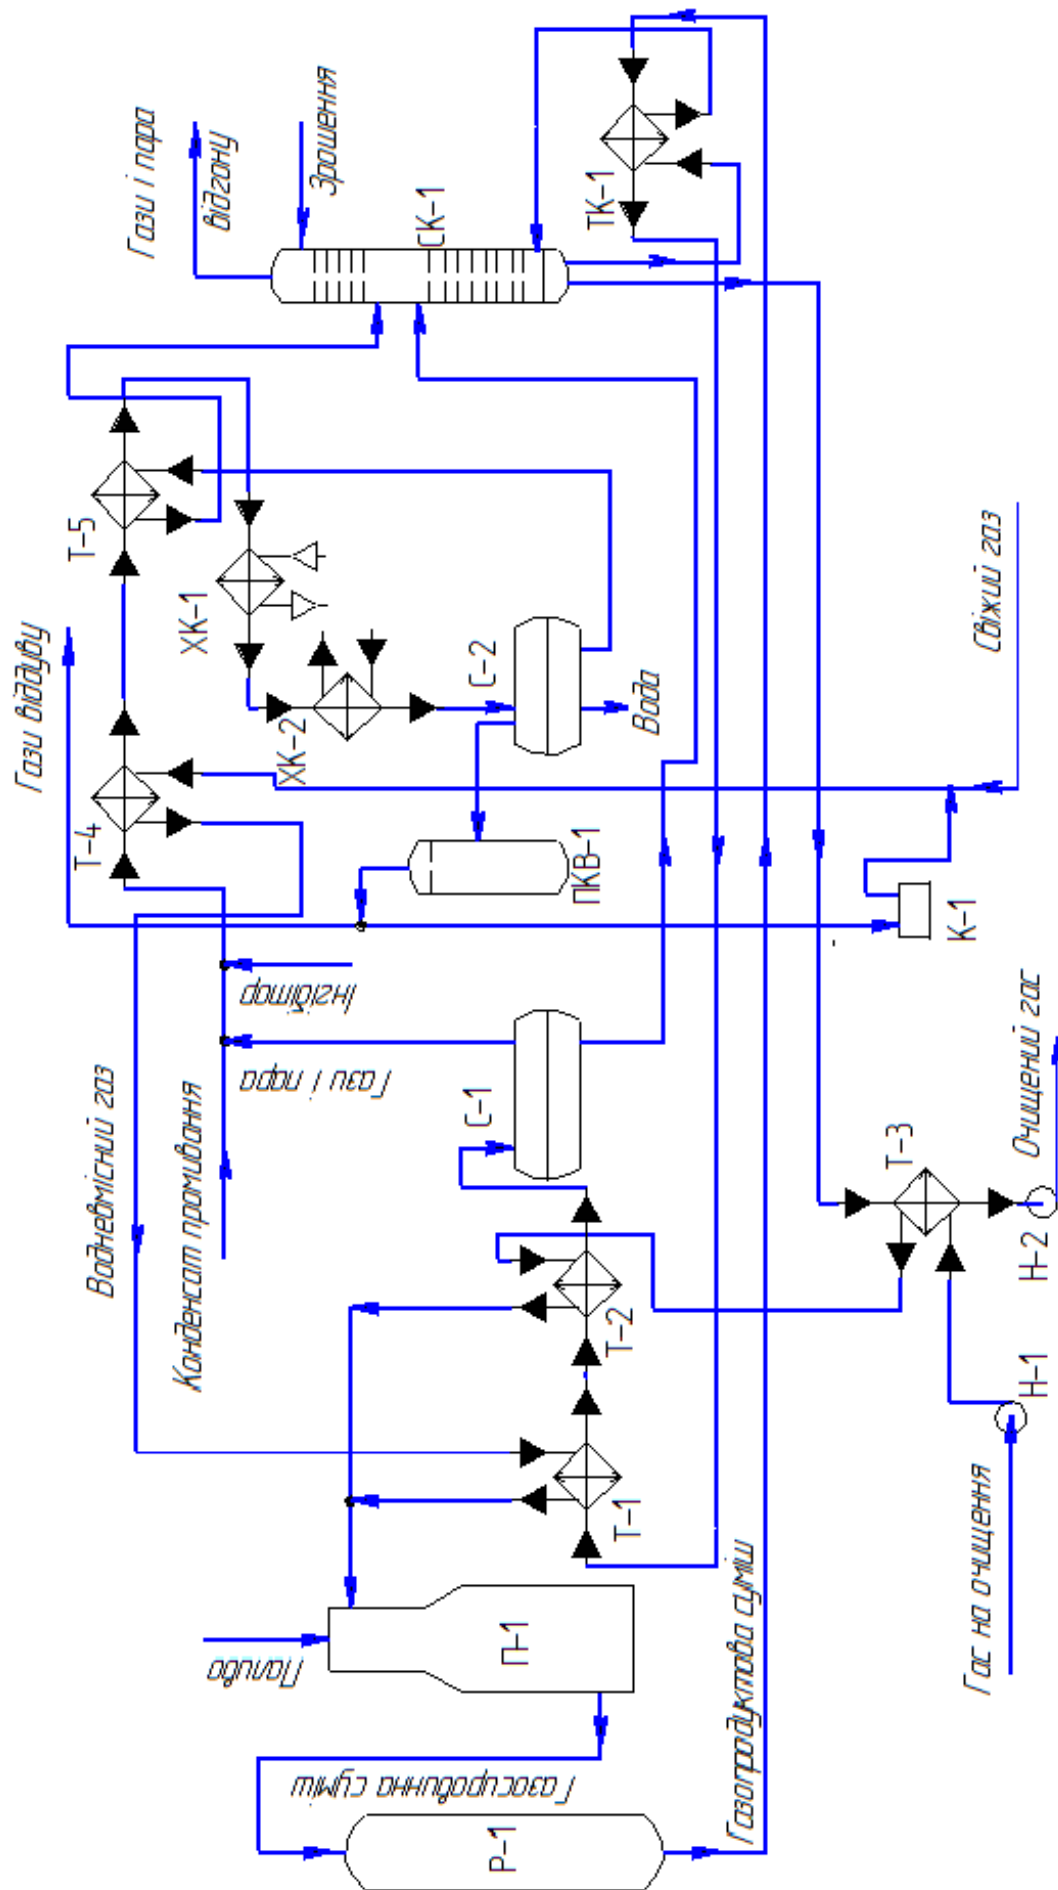 Гази і пара
відгону
Зрошення
СК-1
ТК-1
Т-5
ХК-1
Гази віддуву
ХК-2
С-2
Вода
Свіжий газ
Т-4
ПКВ-1
К-1
Інгібітор
Гази і пара
Водневмісний газ
Конденсат промивання
С-1
Т-3
Очищений гас
Т-2
Н-2
Н-1
Т-1
Гас на очищення
Паливо
П-1
Газосировинна суміш
Газопродуктова суміш
Р-1